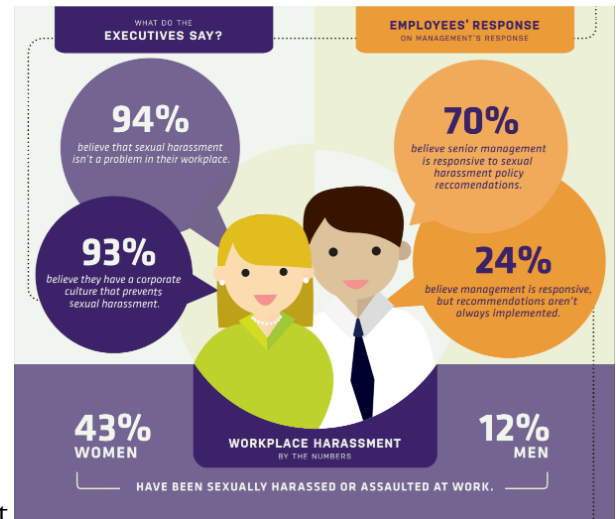 WHAT DO THE
EXECUTIVES SAY?
94%
believe that sexual harassment
isn't a problem in their workplace.
93%
believe they have a corporate
culture that prevents
sexual harassment.
EMPLOYEES' RESPONSE
ON MANAGEMENT'S RESPONSE
70%
believe senior management
is responsive to sexual
harassment policy
reccomendations.
24%
believe management is responsive,
but recommendations aren't
always implemented.
43%
WOMEN
WORKPLACE HARASSMENT
BY THE NUMBERS
12%
MEN
HAVE BEEN SEXUALLY HARASSED OR ASSAULTED AT WORK.
t